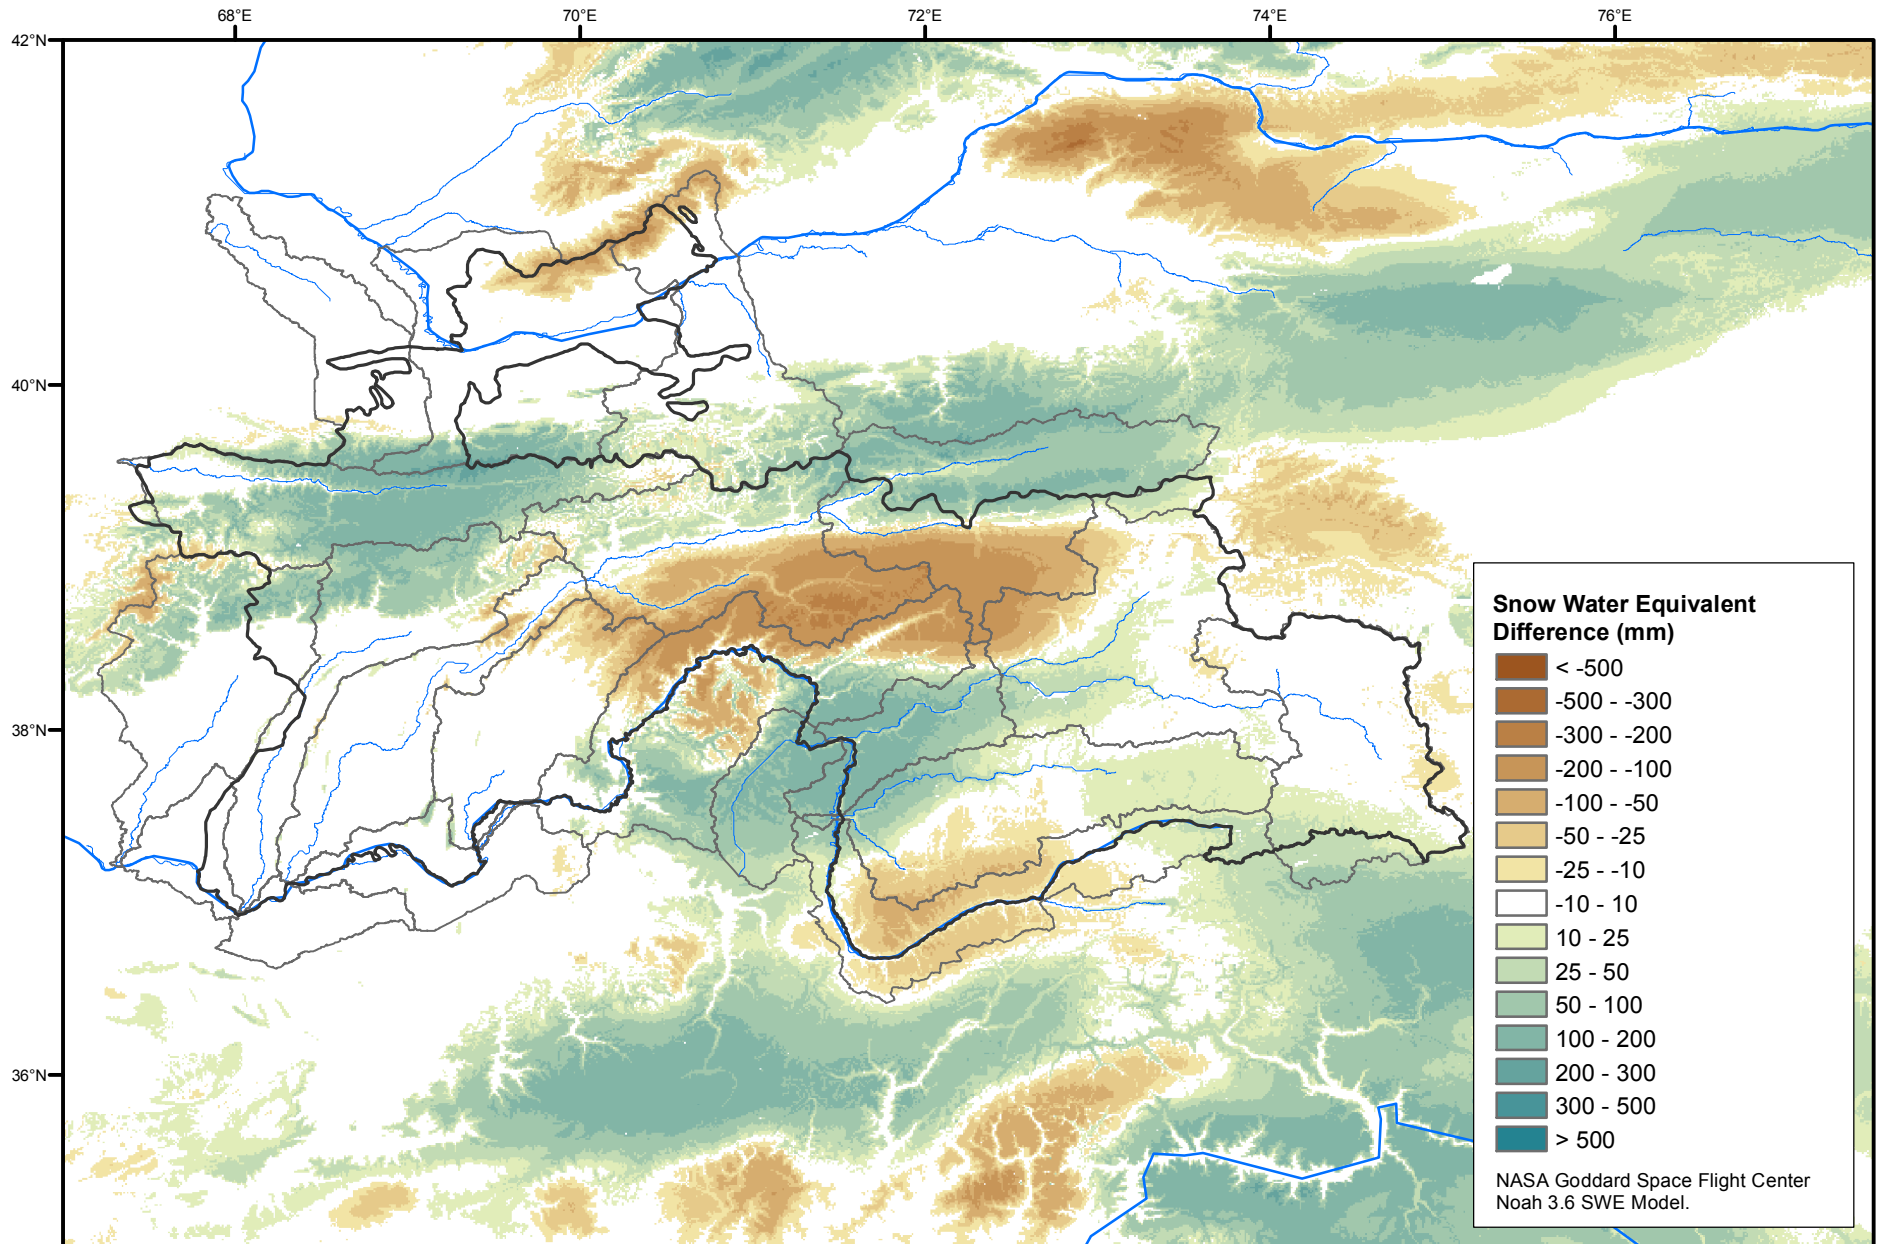 68°E
70°E
72°E
74°E
76°E
42°N
40°N
38°N
36°N
Snow Water Equivalent
Difference (mm)
< -500
-500 - -300
-300 - -200
-200 - -100
-100 - -50
-50 - -25
-25 - -10
-10 - 10
10 - 25
25 - 50
50 - 100
100 - 200
200 - 300
300 - 500
> 500
NASA Goddard Space Flight Center
Noah 3.6 SWE Model.